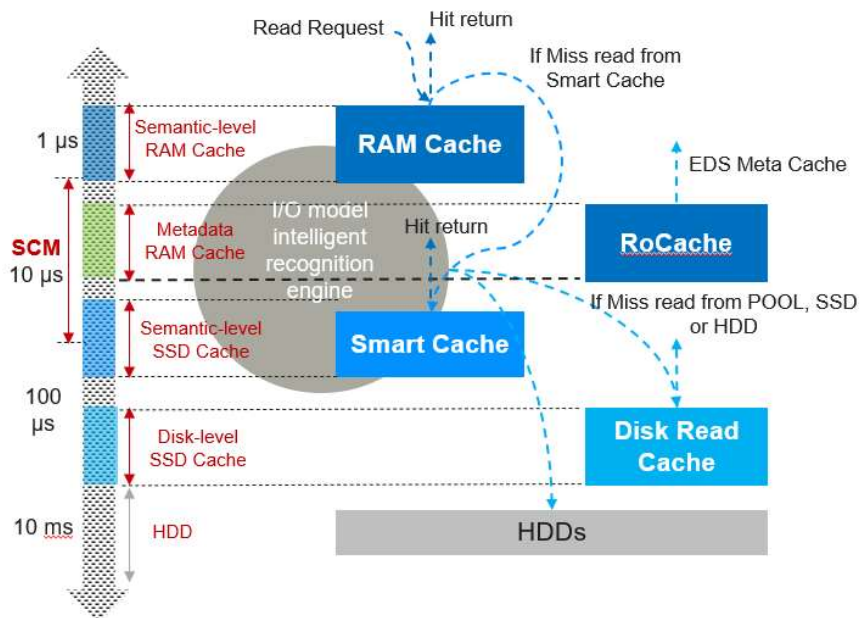 Read Request
Hit return
If Miss read from
Smart Cache
1 µs
Semantic-level
RAM Cache
RAM Cache
EDS Meta Cache
SCM
10 µs
Metadata
RAM Cache
I/O model
intelligent
recognition
engine
Hit return
RoCache
If Miss read from POOL, SSD
or HDD
Semantic-level
SSD Cache
Smart Cache
100
µs
Disk-level
SSD Cache
Disk Read
Cache
10 ms
HDD
HDDs